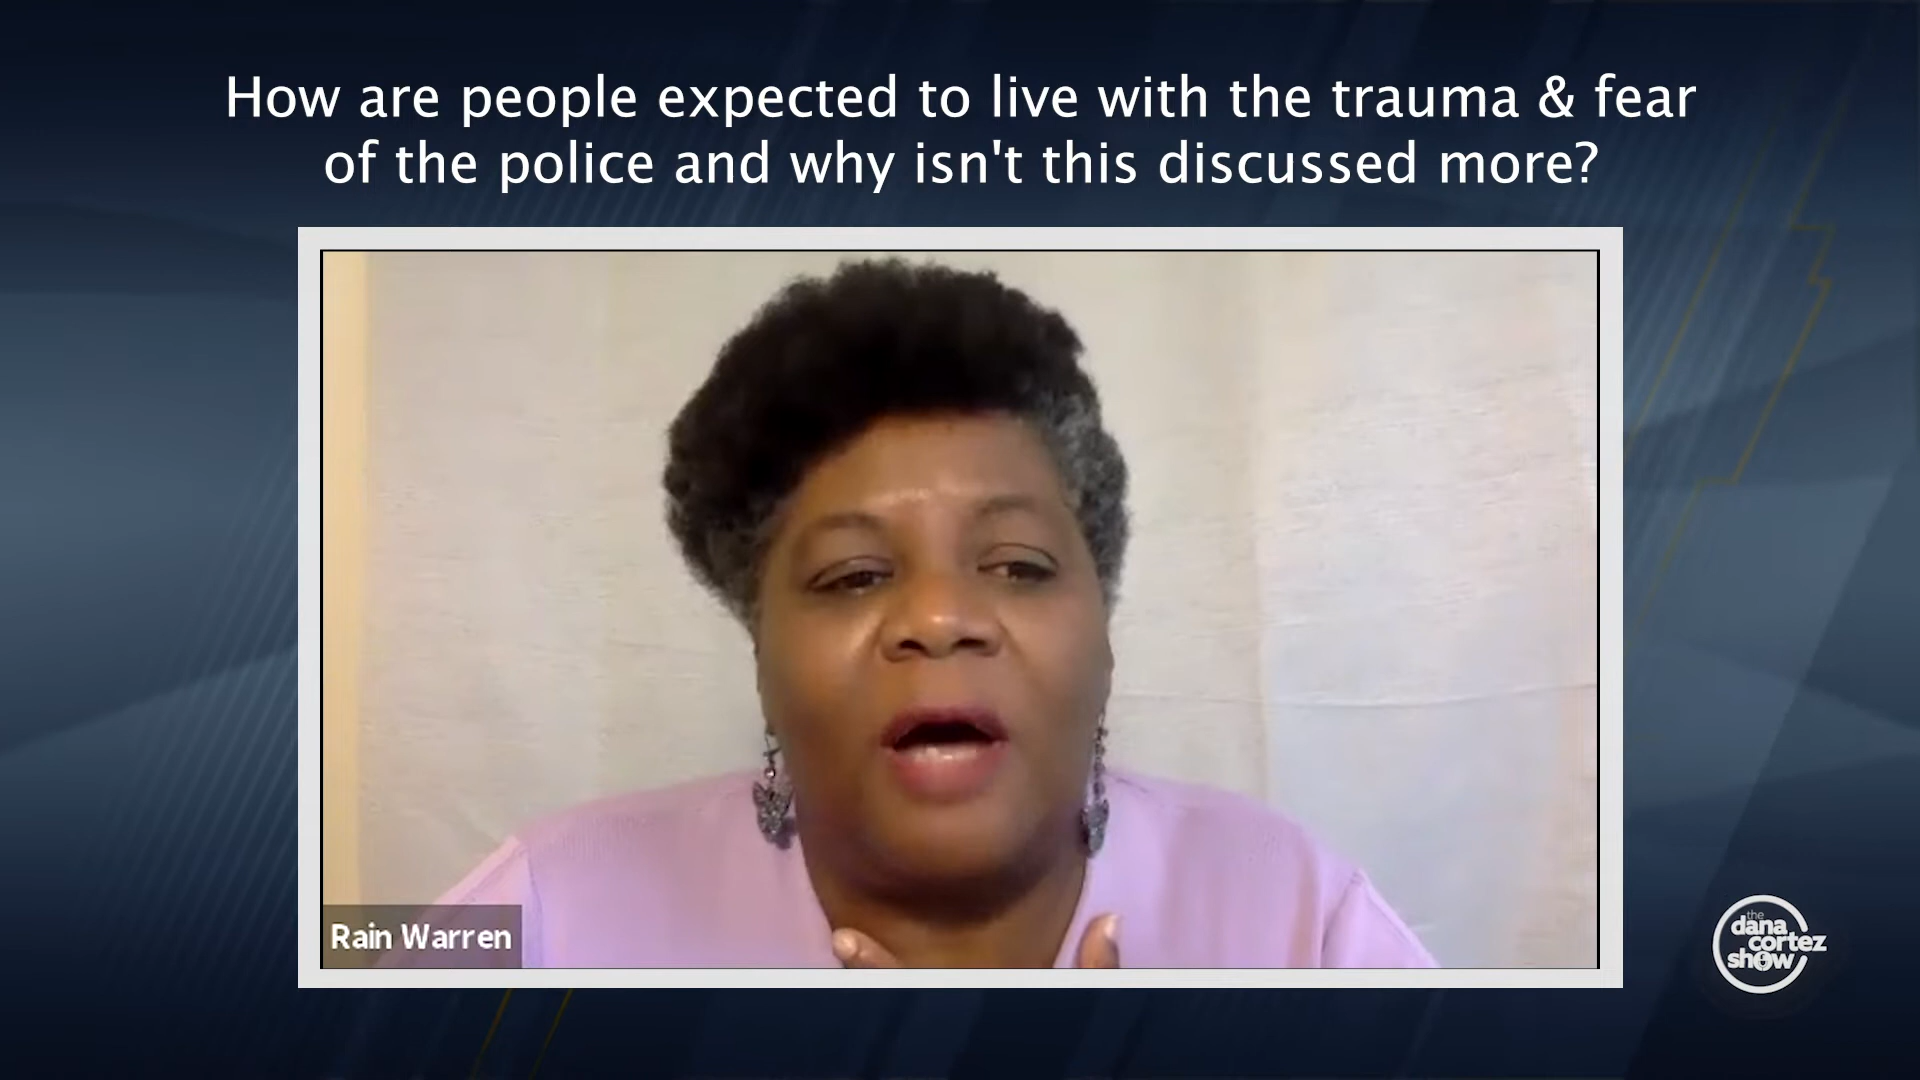 How are people expected to live with the trauma & fear
of the police and why isn't this discussed more?
Rain Warren
the
dana
cortez
show